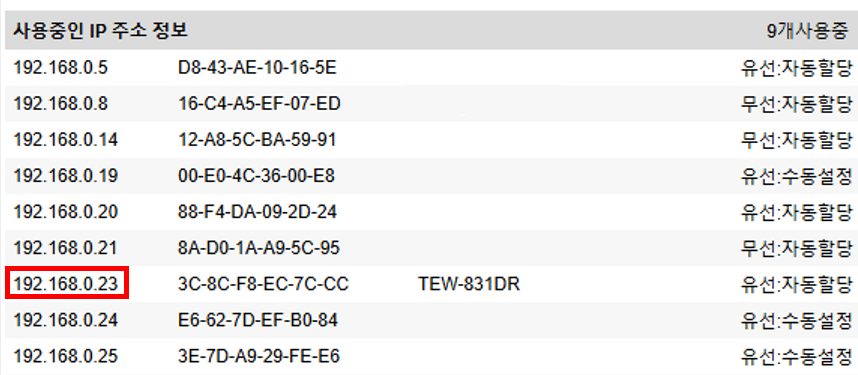 사용중인 IP 주소 정보 9개사용중
192.168.0.5 D8-43-AE-10-16-5E 유선:자동할당
192.168.0.8 16-C4-A5-EF-07-ED 무선:자동할당
192.168.0.14 12-A8-5C-BA-59-91 무선:자동할당
192.168.0.19 00-E0-4C-36-00-E8 유선:수동설정
192.168.0.20 88-F4-DA-09-2D-24 유선:자동할당
192.168.0.21 8A-D0-1A-A9-5C-95 무선:자동할당
192.168.0.23 3C-8C-F8-EC-7C-CC TEW-831DR 유선:자동할당
192.168.0.24 E6-62-7D-EF-B0-84 유선:수동설정
192.168.0.25 3E-7D-A9-29-FE-E6 유선:수동설정